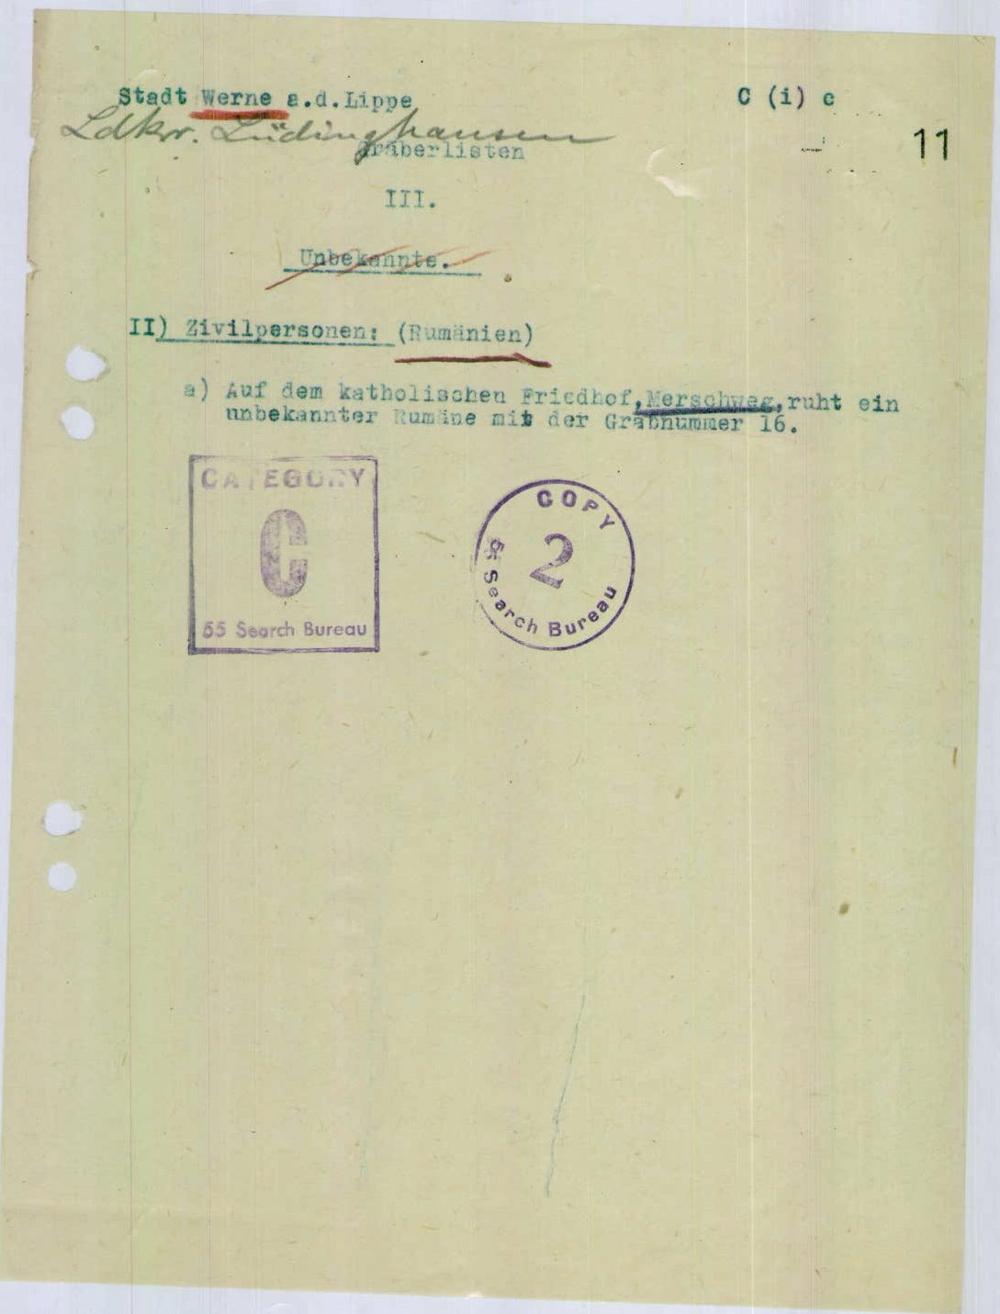 Stadt Werne a.d.Lippe
C (i) c
Ldkr. Lüdinghausen
11
Gräberlisten
III.
Unbekannte.
II) Zivilpersonen: (Rumänien)
a) Auf dem katholischen Friedhof,Merschweg,ruht ein
unbekannter Rumäne mit der Grabnummer 16.
CATEGORY
C
55 Search Bureau
COPY
2
55 Search Bureau